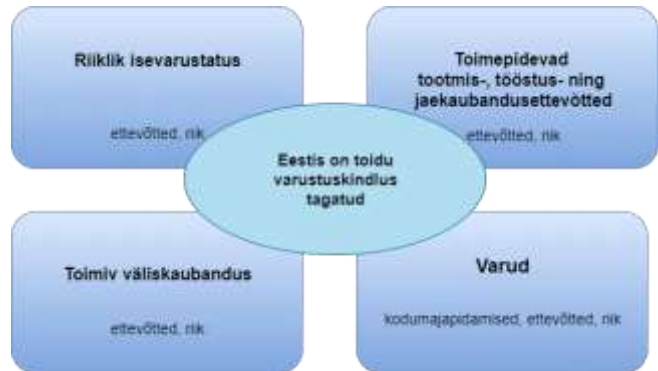 Riiklik isevarustatus
ettevõtted, riik
Toimepidevad
tootmis-, tööstus- ning
jaekaubandusettevõtted
ettevõtted, riik
Eestis on toidu
varustuskindlus
tagatud
Toimiv väliskaubandus
ettevõtted, riik
Varud
kodumajapidamised, ettevõtted, riik